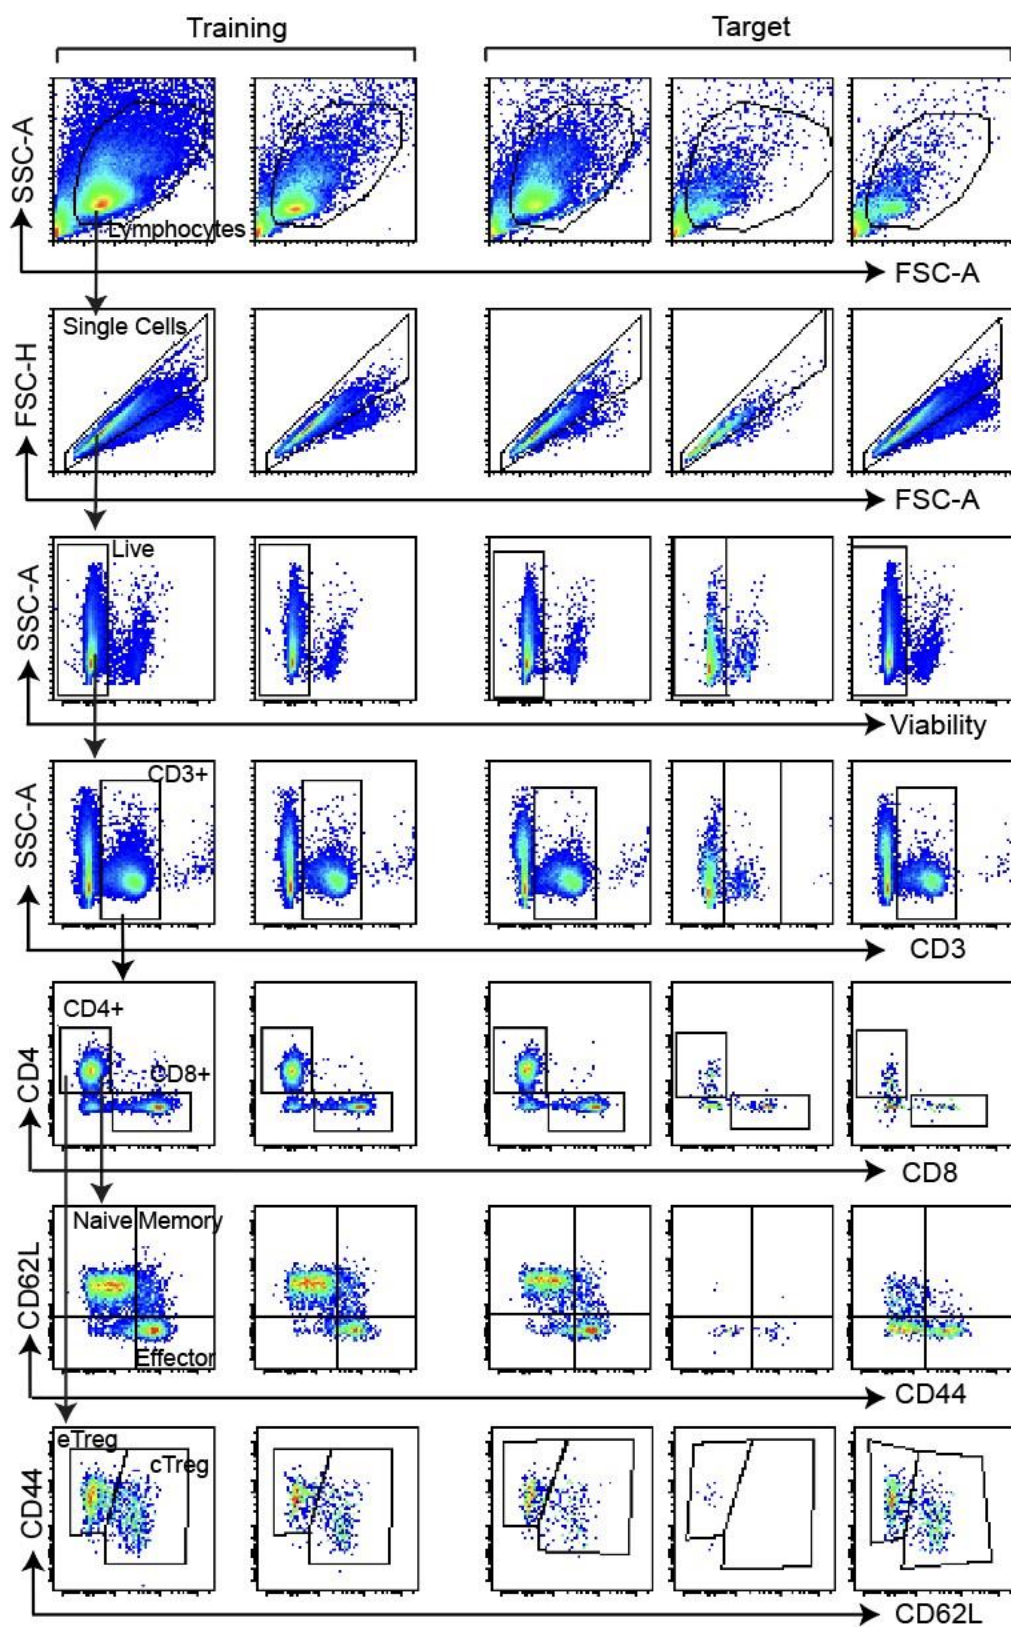 Training
Target
SSC-A
Lymphocytes
FSC-A
Single Cells
FSC-H
FSC-A
Live
SSC-A
Viability
CD3+
SSC-A
CD3
CD4+
CD8+
CD4
CD8
Naive Memory
CD62L
Effector
CD44
eTreg
cTreg
CD44
CD62L